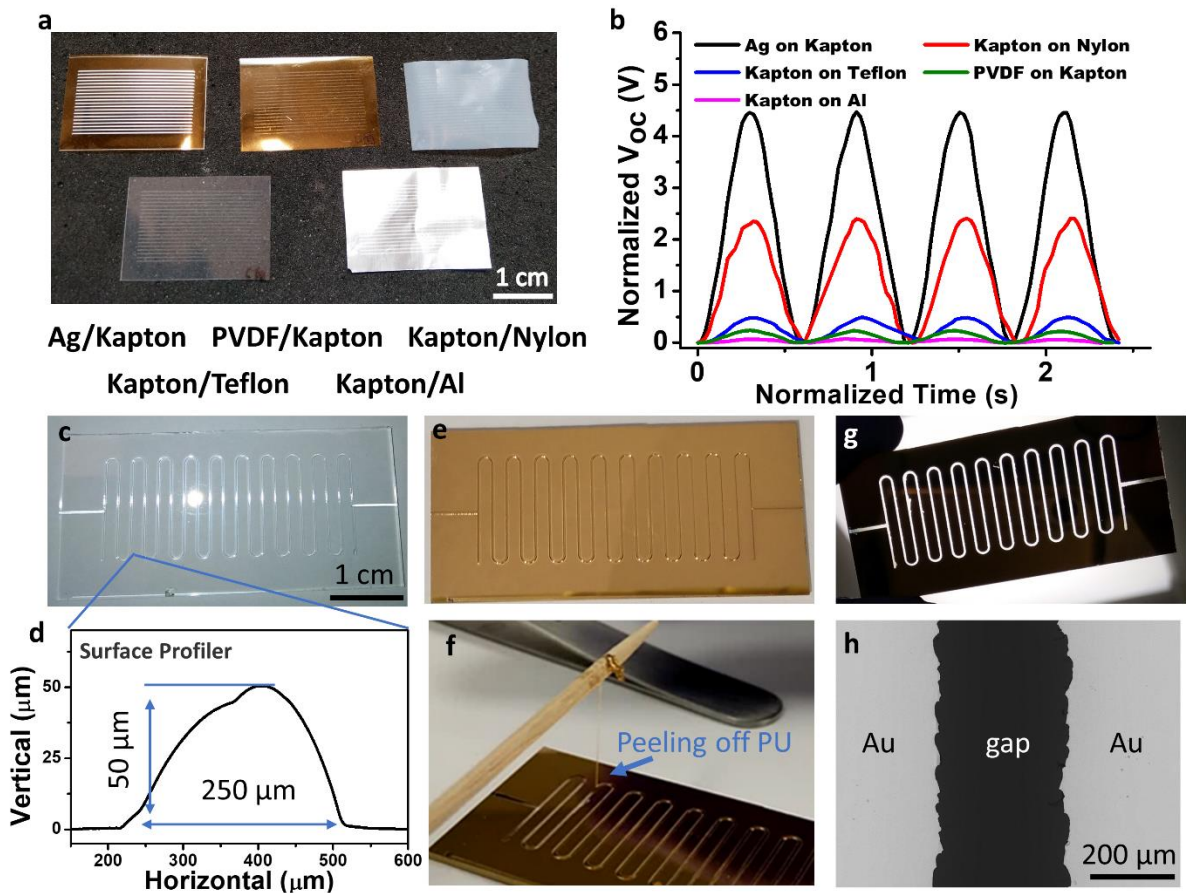 a
1 cm
Ag/Kapton PVDF/Kapton Kapton/Nylon
Kapton/Teflon Kapton/Al
b
Normalized Voc (V)
6
5
4
3
2
1
0
Ag on Kapton Kapton on Nylon
Kapton on Teflon PVDF on Kapton
Kapton on Al
0 1 2
Normalized Time (s)
c
1 cm
e
g
d
Surface Profiler
Vertical (μm)
50
25
0
50 μm
250 μm
200 300 400 500 600
Horizontal (μm)
f
Peeling off PU
h
Au gap Au
200 μm